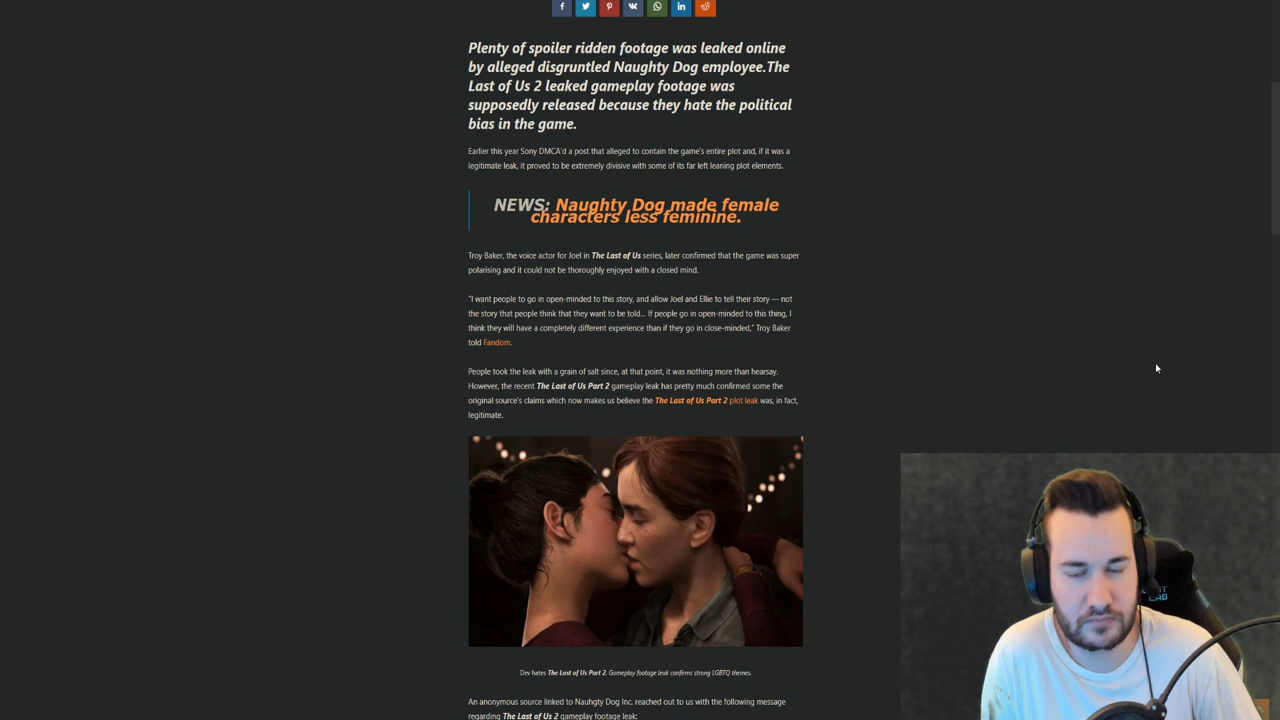 Plenty of spoiler ridden footage was leaked online
by alleged disgruntled Naughty Dog employee.The
Last of Us 2 leaked gameplay footage was
supposedly released because they hate the political
bias in the game.
Earlier this year Sony DMCA'd a post that alleged to contain the game's entire plot and, if it was a
legitimate leak, it proved to be extremely divisive with some of its far left leaning plot elements.
NEWS: Naughty Dog made female
characters less feminine.
Troy Baker, the voice actor for Joel in The Last of Us series, later confirmed that the game was super
polarising and it could not be thoroughly enjoyed with a closed mind.
"I want people to go in open-minded to this story, and allow Joel and Ellie to tell their story — not
the story that people think that they want to be told... If people go in open-minded to this thing, I
think they will have a completely different experience than if they go in close-minded," Troy Baker
told Fandom.
People took the leak with a grain of salt since, at that point, it was nothing more than hearsay.
However, the recent The Last of Us Part 2 gameplay leak has pretty much confirmed some the
original source's claims which now makes us believe the The Last of Us Part 2 plot leak was, in fact,
legitimate.
Dev hates The Last of Us Part 2. Gameplay footage leak confirms strong LGBTQ themes.
An anonymous source linked to Nauhgty Dog Inc. reached out to us with the following message
regarding The Last of Us 2 gameplay footage leak: